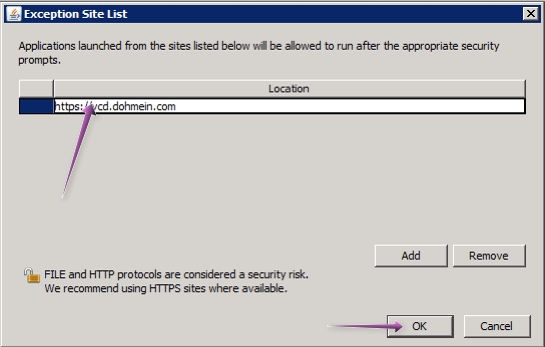 Exception Site List
Applications launched from the sites listed below will be allowed to run after the appropriate security
prompts.
Location
https://vcd.dohmein.com
Add
Remove
FILE and HTTP protocols are considered a security risk.
We recommend using HTTPS sites where available.
OK
Cancel